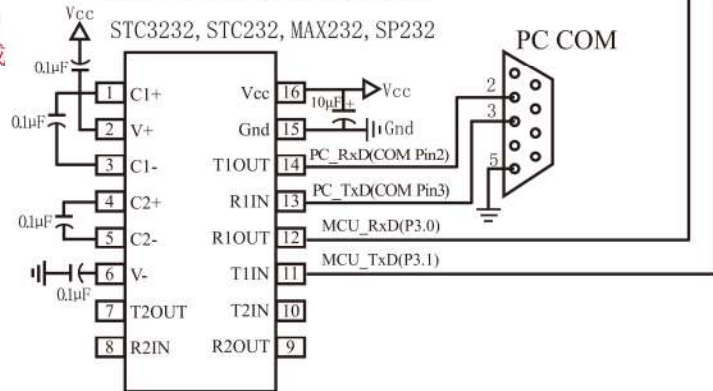 Vcc
STC3232, STC232, MAX232, SP232
PC COM
0.1μF
0.1μF
1 C1+
2 V+
3 C1-
4 C2+
5 C2-
6 V-
7 T2OUT
8 R2IN
0.1μF
0.1μF
Vcc 16
Gnd 15
T1OUT 14
R1IN 13
R1OUT 12
T1IN 11
T2IN 10
R2OUT 9
Vcc
10μF +
Gnd
PC_RxD(COM Pin2)
PC_TxD(COM Pin3)
MCU_RxD(P3.0)
MCU_TxD(P3.1)
2
3
5